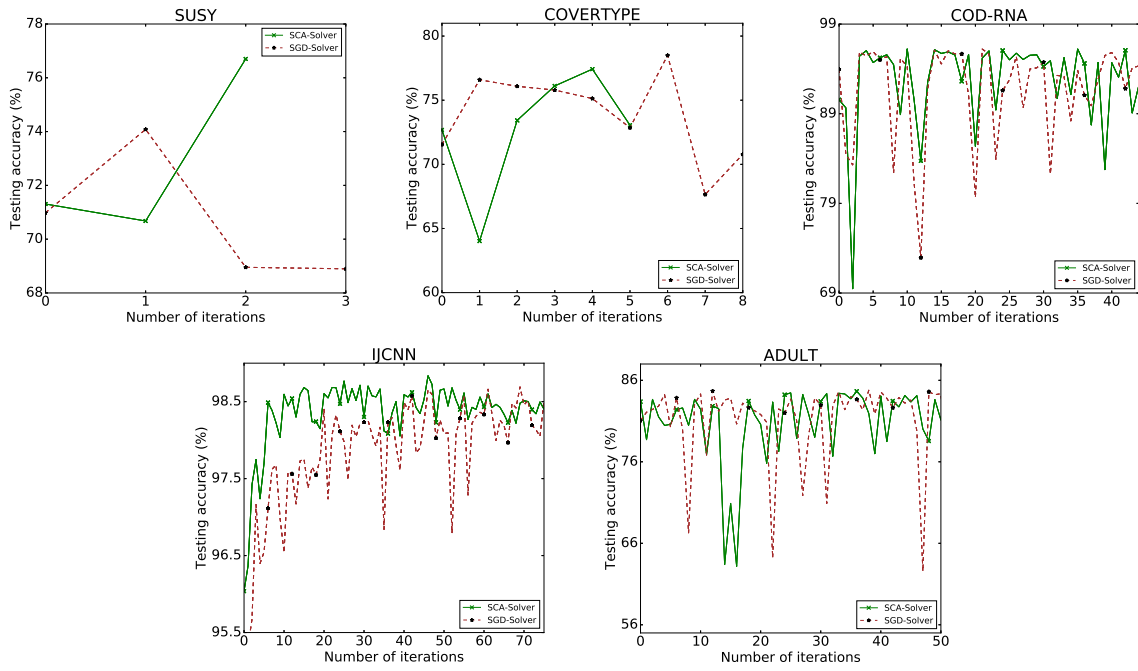 SUSY
78
76
74
72
70
68
0
1
2
3
Testing accuracy (%)
Number of iterations
SCA-Solver
SGD-Solver
COVERTYPE
80
75
70
65
60
0
1
2
3
4
5
6
7
8
Testing accuracy (%)
Number of iterations
SCA-Solver
SGD-Solver
COD-RNA
99
89
79
69
0
5
10
15
20
25
30
35
40
Testing accuracy (%)
Number of iterations
SCA-Solver
SGD-Solver
IJCNN
98.5
97.5
96.5
95.5
0
10
20
30
40
50
60
70
Testing accuracy (%)
Number of iterations
SCA-Solver
SGD-Solver
ADULT
86
76
66
56
0
10
20
30
40
50
Testing accuracy (%)
Number of iterations
SCA-Solver
SGD-Solver